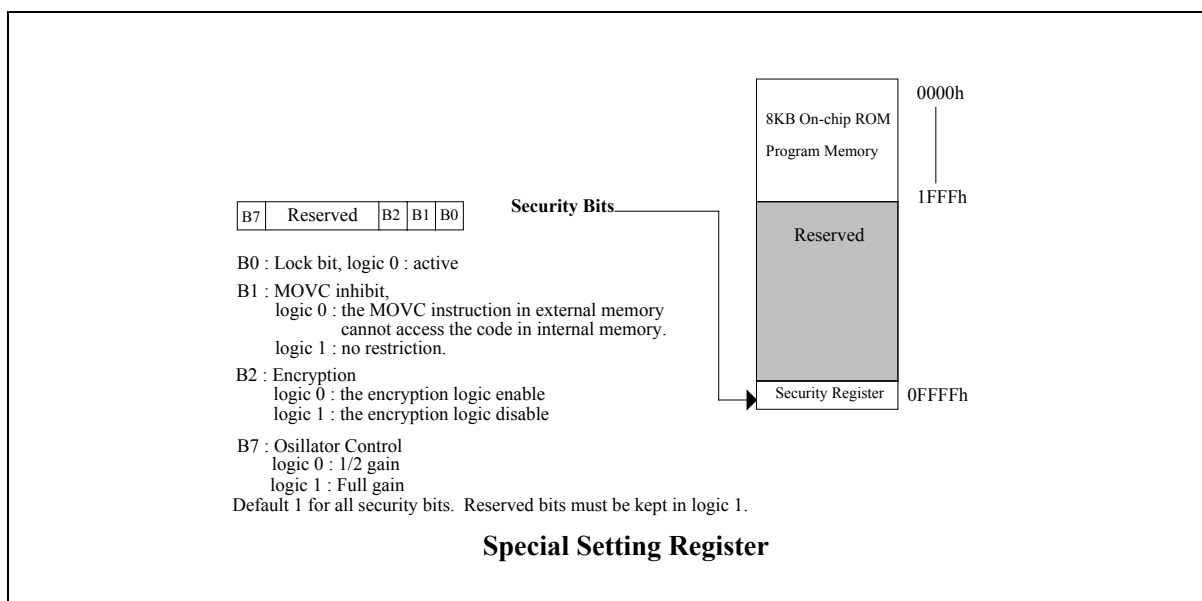 0000h
8KB On-chip ROM
Program Memory
1FFFh
B7 Reserved B2 B1 B0
Security Bits
Reserved
B0 : Lock bit, logic 0 : active
B1 : MOVC inhibit,
logic 0 : the MOVC instruction in external memory
cannot access the code in internal memory.
logic 1 : no restriction.
B2 : Encryption
logic 0 : the encryption logic enable
logic 1 : the encryption logic disable
Security Register
0FFFFh
B7 : Osillator Control
logic 0 : 1/2 gain
logic 1 : Full gain
Default 1 for all security bits. Reserved bits must be kept in logic 1.
Special Setting Register